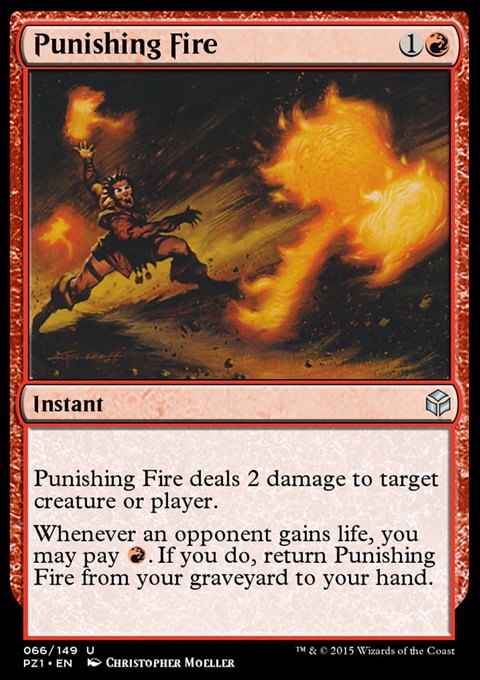 Punishing Fire 1
Instant
Punishing Fire deals 2 damage to target
creature or player.
Whenever an opponent gains life, you
may pay . If you do, return Punishing
Fire from your graveyard to your hand.
066/149 U
PZ1 • EN Christopher Moeller
™ & © 2015 Wizards of the Coast